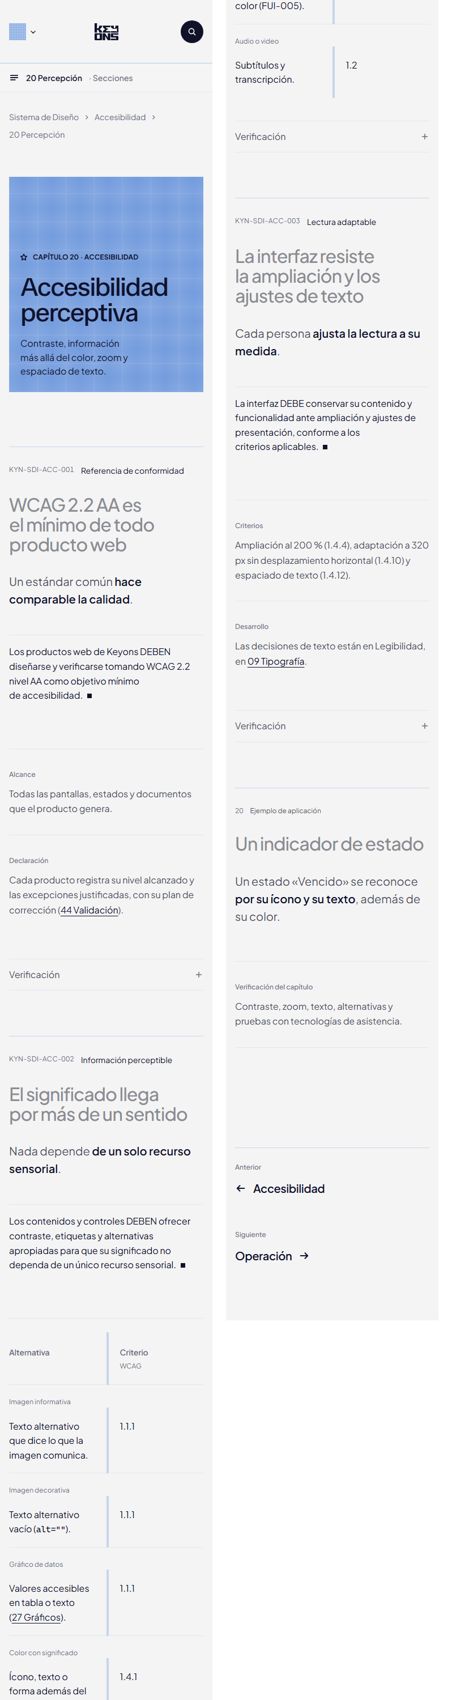 KEY
ONS
20 Percepción · Secciones
Sistema de Diseño > Accesibilidad >
20 Percepción
CAPÍTULO 20 · ACCESIBILIDAD
Accesibilidad
perceptiva
Contraste, información
más allá del color, zoom y
espaciado de texto.
KYN-SDI-ACC-001 Referencia de conformidad
WCAG 2.2 AA es
el mínimo de todo
producto web
Un estándar común hace
comparable la calidad.
Los productos web de Keyons DEBEN
diseñarse y verificarse tomando WCAG 2.2
nivel AA como objetivo mínimo
de accesibilidad. ■
Alcance
Todas las pantallas, estados y documentos
que el producto genera.
Declaración
Cada producto registra su nivel alcanzado y
las excepciones justificadas, con su plan de
corrección (44 Validación).
Verificación +
KYN-SDI-ACC-002 Información perceptible
El significado llega
por más de un sentido
Nada depende de un solo recurso
sensorial.
Los contenidos y controles DEBEN ofrecer
contraste, etiquetas y alternativas
apropiadas para que su significado no
dependa de un único recurso sensorial. ■
Alternativa Criterio
WCAG
Imagen informativa
Texto alternativo 1.1.1
que dice lo que la
imagen comunica.
Imagen decorativa
Texto alternativo 1.1.1
vacío (alt="").
Gráfico de datos
Valores accesibles 1.1.1
en tabla o texto
(27 Gráficos).
Color con significado
Ícono, texto o 1.4.1
forma además del
color (FUI-005).
Audio o video
Subtítulos y 1.2
transcripción.
Verificación +
KYN-SDI-ACC-003 Lectura adaptable
La interfaz resiste
la ampliación y los
ajustes de texto
Cada persona ajusta la lectura a su
medida.
La interfaz DEBE conservar su contenido y
funcionalidad ante ampliación y ajustes de
presentación, conforme a los
criterios aplicables. ■
Criterios
Ampliación al 200 % (1.4.4), adaptación a 320
px sin desplazamiento horizontal (1.4.10) y
espaciado de texto (1.4.12).
Desarrollo
Las decisiones de texto están en Legibilidad,
en 09 Tipografía.
Verificación +
20 Ejemplo de aplicación
Un indicador de estado
Un estado «Vencido» se reconoce
por su ícono y su texto, además de
su color.
Verificación del capítulo
Contraste, zoom, texto, alternativas y
pruebas con tecnologías de asistencia.
Anterior
← Accesibilidad
Siguiente
Operación →